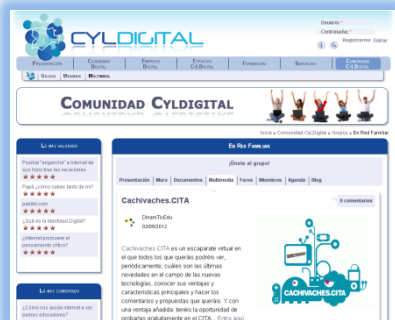 CYLDIGITAL
Usuario: *
Contraseña: *
Registrarme Entrar
Presentación
Ciudadano Digital
Empresa Digital
Espacios CyLDigital
Formación
Servicios
Comunidad CyLDigital
Grupos Usuarios Multimedia
Comunidad Cyldigital
Inicio » Comunidad CyLDigital » Grupos » En Red Familiar
Lo más valorado
Posible "enganche" a internet de
sus hijos tras las vacaciones
Papá ¿cómo sabes tanto de mí?
¿Qué es la Identidad Digital?
¿Internet promueve el
pensamiento crítico?
Lo más comentado
¿Cómo nos ayuda internet a ser
padres educadores?
En Red Familiar
¡Únete al grupo!
Presentación Muro Documentos Multimedia Foros Miembros Agenda Blog
Cachivaches.CITA
0 comentarios
DinamTicEdu
02/08/2012
Cachivaches.CITA es un escaparate virtual en
el que todos los que queráis podréis ver,
periódicamente, cuáles son las últimas
novedades en el campo de las nuevas
tecnologías, conocer sus ventajas y
características principales y hacer los
comentarios y propuestas que queráis. Y con
una ventaja añadida: tenéis la oportunidad de
probarlas gratuitamente en el CITA... Entra aquí
CACHIVACHES.CITA